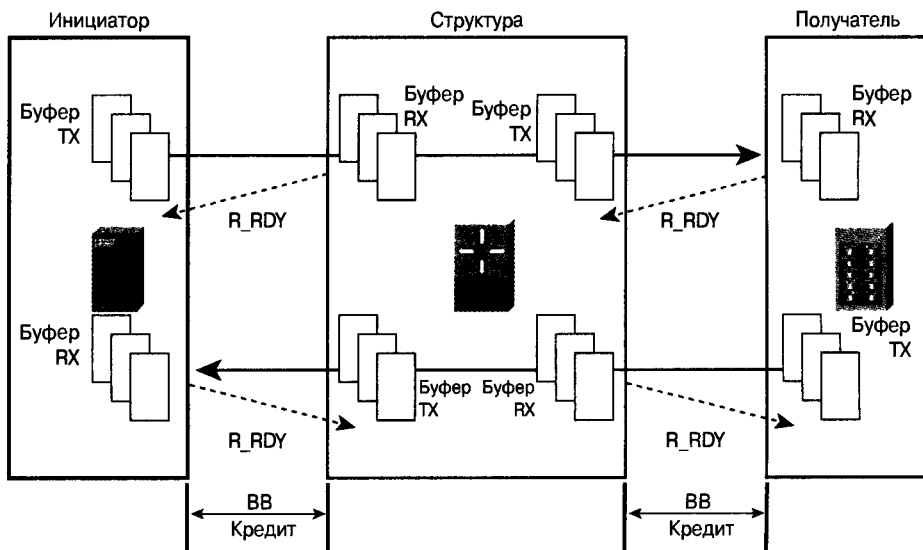 Инициатор
Структура
Получатель
Буфер
TX
Буфер
RX
Буфер
TX
Буфер
RX
R_RDY
R_RDY
Буфер
RX
Буфер
TX
Буфер
RX
Буфер
TX
R_RDY
R_RDY
BB
Кредит
BB
Кредит